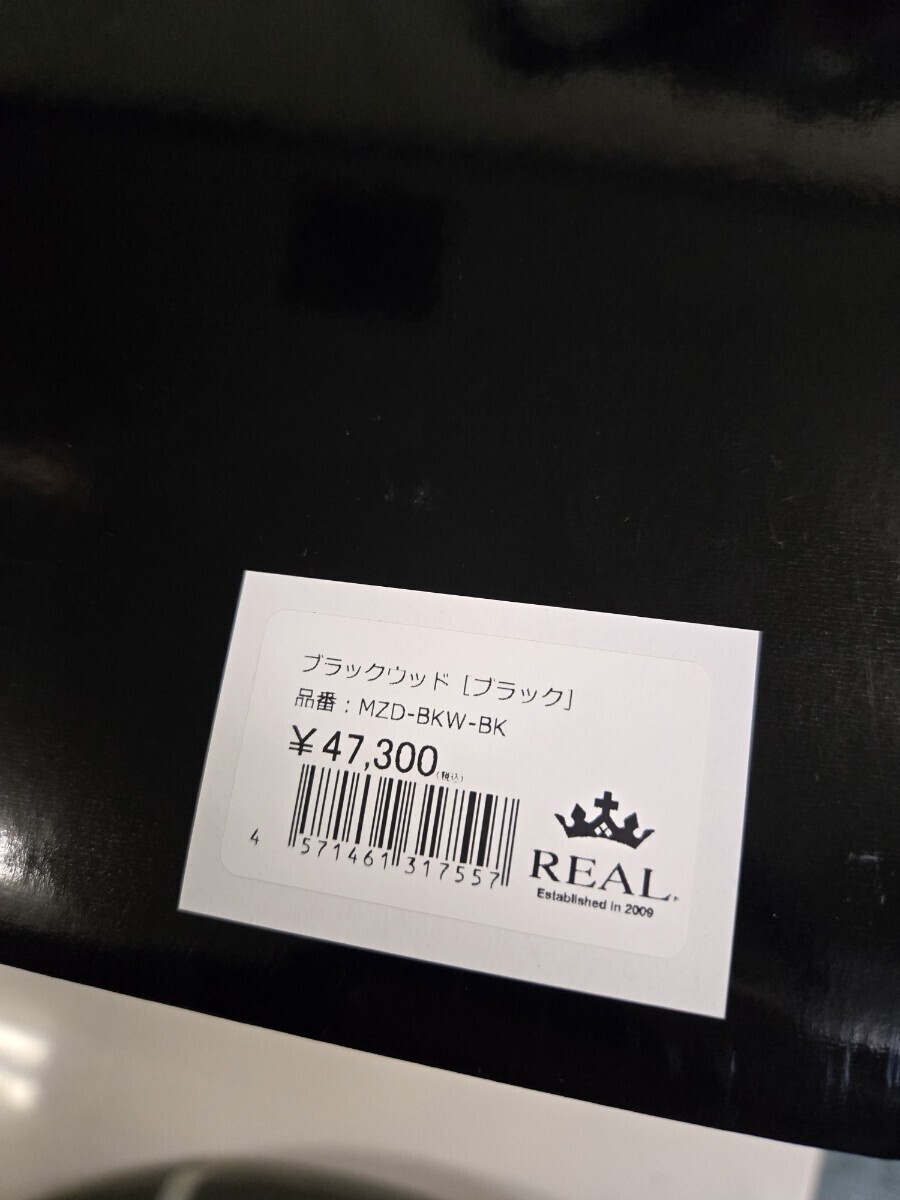 ブラックウッド [ブラック]
品番 : MZD-BKW-BK
￥47,300(税込)
4 571461 317557
REAL
Established in 2009